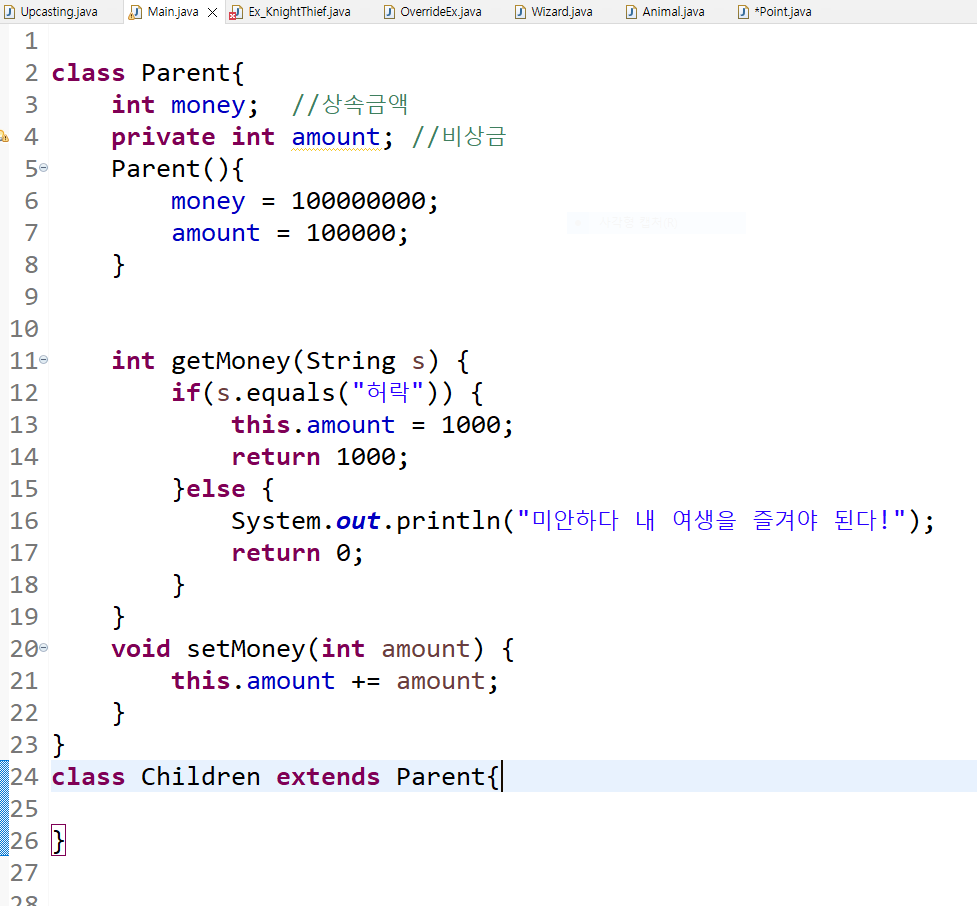 Upcasting.java Main.java Ex_KnightThief.java OverrideEx.java Wizard.java Animal.java *Point.java
1
2 class Parent{
3     int money;  //상속금액
4     private int amount; //비상금
5     Parent(){
6         money = 100000000;
7         amount = 100000;
8     }
9
10
11     int getMoney(String s) {
12         if(s.equals("허락")) {
13             this.amount = 1000;
14             return 1000;
15         }else {
16             System.out.println("미안하다 내 여생을 즐겨야 된다!");
17             return 0;
18         }
19     }
20     void setMoney(int amount) {
21         this.amount += amount;
22     }
23 }
24 class Children extends Parent{
25
26 }
27
28